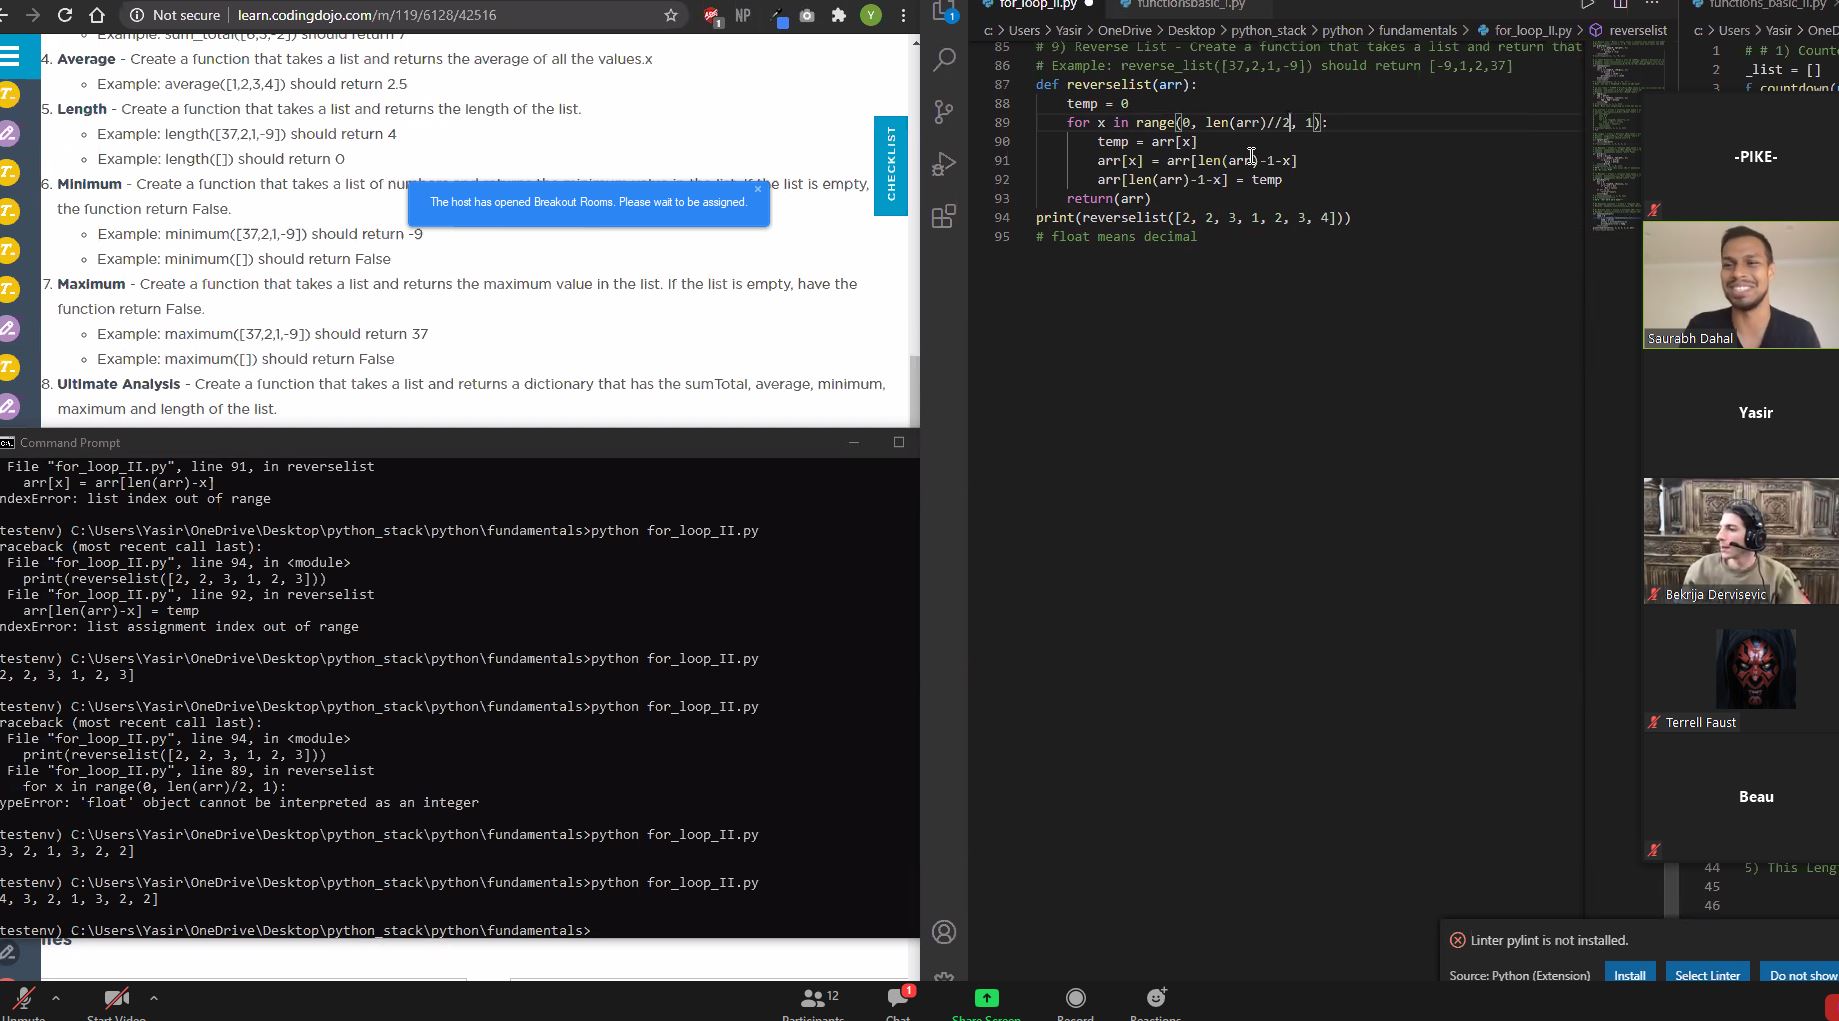 Not secure | learn.codingdojo.com/m/119/6128/42516
ABP
1
NP
Y
4. Average - Create a function that takes a list and returns the average of all the values.x
Example: average([1,2,3,4]) should return 2.5
5. Length - Create a function that takes a list and returns the length of the list.
Example: length([37,2,1,-9]) should return 4
Example: length([]) should return 0
6. Minimum - Create a function that takes a list of
the list is empty,
the function return False.
Example: minimum([37,2,1,-9]) should return -9
Example: minimum([]) should return False
7. Maximum - Create a function that takes a list and returns the maximum value in the list. If the list is empty, have the
function return False.
Example: maximum([37,2,1,-9]) should return 37
Example: maximum([]) should return False
8. Ultimate Analysis - Create a function that takes a list and returns a dictionary that has the sumTotal, average, minimum,
maximum and length of the list.
CHECKLIST
The host has opened Breakout Rooms. Please wait to be assigned.
Command Prompt
File "for_loop_II.py", line 91, in reverselist
arr[x] = arr[len(arr)-x]
ndexError: list index out of range
testenv) C:\Users\Yasir\OneDrive\Desktop\python_stack\python\fundamentals>python for_loop_II.py
raceback (most recent call last):
File "for_loop_II.py", line 94, in <module>
print(reverselist([2, 2, 3, 1, 2, 3]))
File "for_loop_II.py", line 92, in reverselist
arr[len(arr)-x] = temp
ndexError: list assignment index out of range
testenv) C:\Users\Yasir\OneDrive\Desktop\python_stack\python\fundamentals>python for_loop_II.py
2, 2, 3, 1, 2, 3]
testenv) C:\Users\Yasir\OneDrive\Desktop\python_stack\python\fundamentals>python for_loop_II.py
raceback (most recent call last):
File "for_loop_II.py", line 94, in <module>
print(reverselist([2, 2, 3, 1, 2, 3]))
File "for_loop_II.py", line 89, in reverselist
for x in range(0, len(arr)/2, 1):
ypeError: 'float' object cannot be interpreted as an integer
testenv) C:\Users\Yasir\OneDrive\Desktop\python_stack\python\fundamentals>python for_loop_II.py
3, 2, 1, 3, 2, 2]
testenv) C:\Users\Yasir\OneDrive\Desktop\python_stack\python\fundamentals>python for_loop_II.py
4, 3, 2, 1, 3, 2, 2]
testenv) C:\Users\Yasir\OneDrive\Desktop\python_stack\python\fundamentals>
for_loop_II.py
functionsbasic_I.py
functions_basic_II.py
C: > Users > Yasir > OneDrive > Desktop > python_stack > python > fundamentals > for_loop_II.py > reverselist
85 # 9) Reverse List - Create a function that takes a list and return that
86 # Example: reverse_list([37,2,1,-9]) should return [-9,1,2,37]
87 def reverselist(arr):
88 temp = 0
89 for x in range(0, len(arr)//2, 1):
90 temp = arr[x]
91 arr[x] = arr[len(arr)-1-x]
92 arr[len(arr)-1-x] = temp
93 return(arr)
94 print(reverselist([2, 2, 3, 1, 2, 3, 4]))
95 # float means decimal
1
c: > Users > Yasir > OneD
1 # # 1) Count
2 _list = []
3 f countdown(
-PIKE-
Saurabh Dahal
Yasir
Bekrija Dervisevic
Terrell Faust
Beau
44 5) This Leng
45
46
Linter pylint is not installed.
Source: Python (Extension)
Install
Select Linter
Do not show
Unmute
Start Video
12
Participants
1
Chat
Share Screen
Record
Reactions